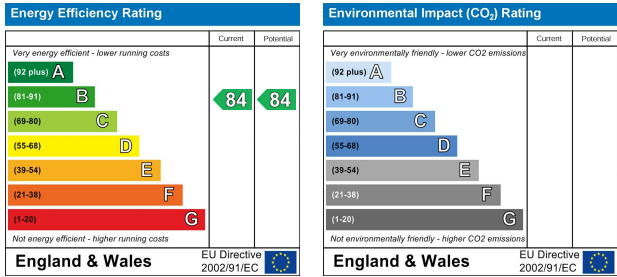 Energy Efficiency Rating
Current Potential
Very energy efficient - lower running costs
(92 plus) A
(81-91) B
84 84
(69-80) C
(55-68) D
(39-54) E
(21-38) F
(1-20) G
Not energy efficient - higher running costs
England & Wales
EU Directive
2002/91/EC
Environmental Impact (CO2) Rating
Current Potential
Very environmentally friendly - lower CO2 emissions
(92 plus) A
(81-91) B
(69-80) C
(55-68) D
(39-54) E
(21-38) F
(1-20) G
Not environmentally friendly - higher CO2 emissions
England & Wales
EU Directive
2002/91/EC